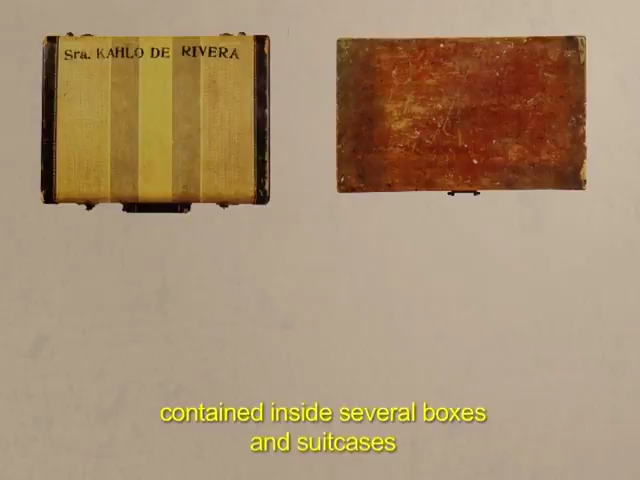 Sra. KAHLO DE RIVERA
contained inside several boxes
and suitcases